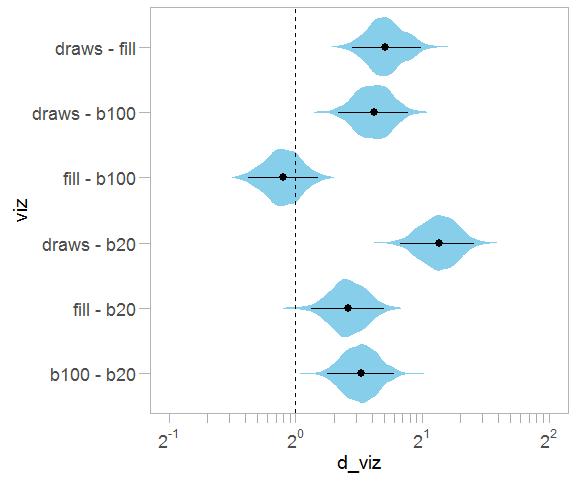 draws - fill
draws - b100
fill - b100
draws - b20
fill - b20
b100 - b20
viz
2^-1 2^0 2^1 2^2
d_viz